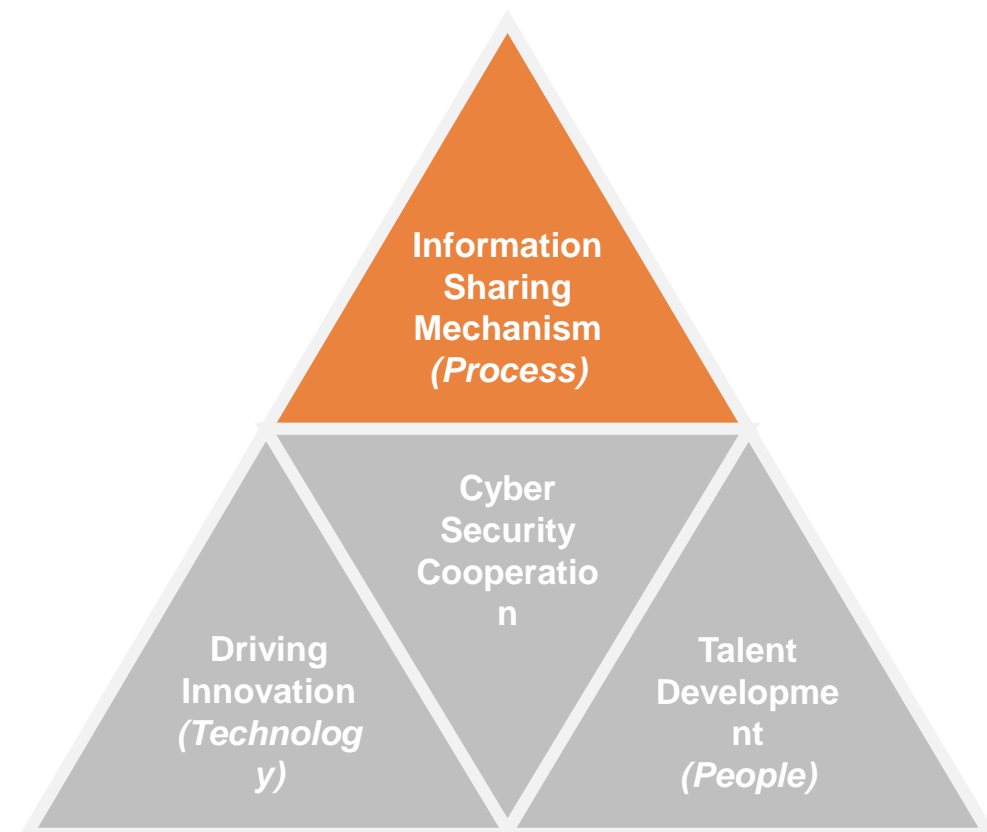 Information
Sharing
Mechanism
(Process)
Cyber
Security
Cooperatio
n
Driving
Innovation
(Technolog
y)
Talent
Developme
nt
(People)